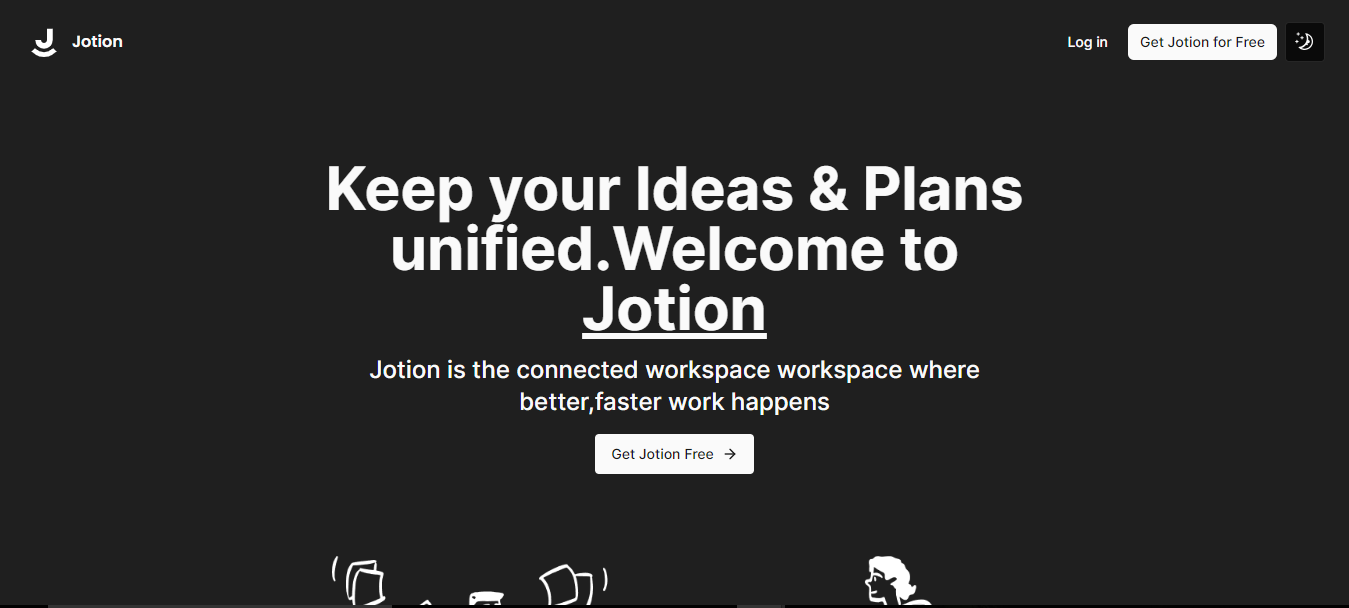 Jotion
Log in
Get Jotion for Free
Keep your Ideas & Plans
unified.Welcome to
Jotion
Jotion is the connected workspace workspace where
better,faster work happens
Get Jotion Free